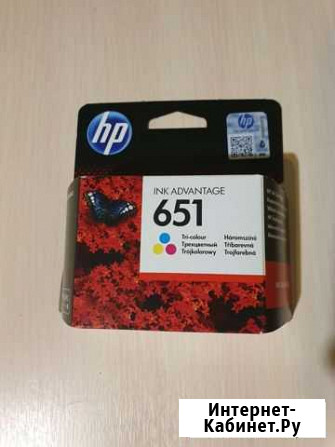 hp
INK ADVANTAGE
651
Tri-colour
Трехцветный
Trójkolorowy
Háromszínű
Tříbarevná
Trojfarebná
Интернет-
Кабинет.Ру